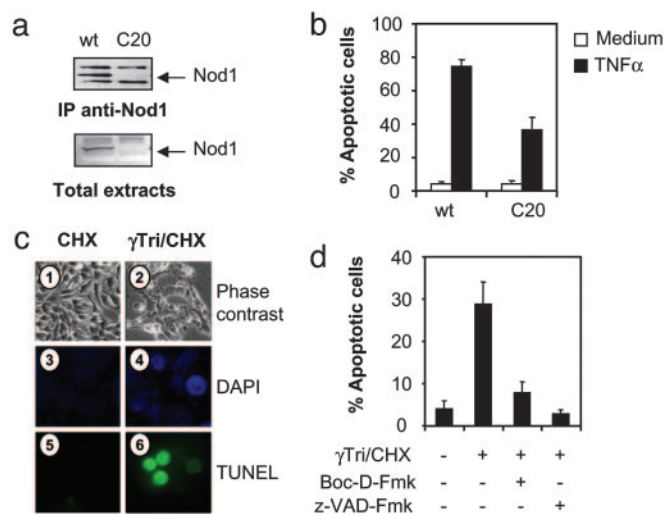 a
wt C20
Nod1
IP anti-Nod1
Nod1
Total extracts
b
Medium
TNFα
% Apoptotic cells
100
80
60
40
20
0
wt C20
c
CHX γTri/CHX
1 2
Phase contrast
3 4
DAPI
5 6
TUNEL
d
% Apoptotic cells
40
30
20
10
0
γTri/CHX - + + +
Boc-D-Fmk - - + -
z-VAD-Fmk - - - +